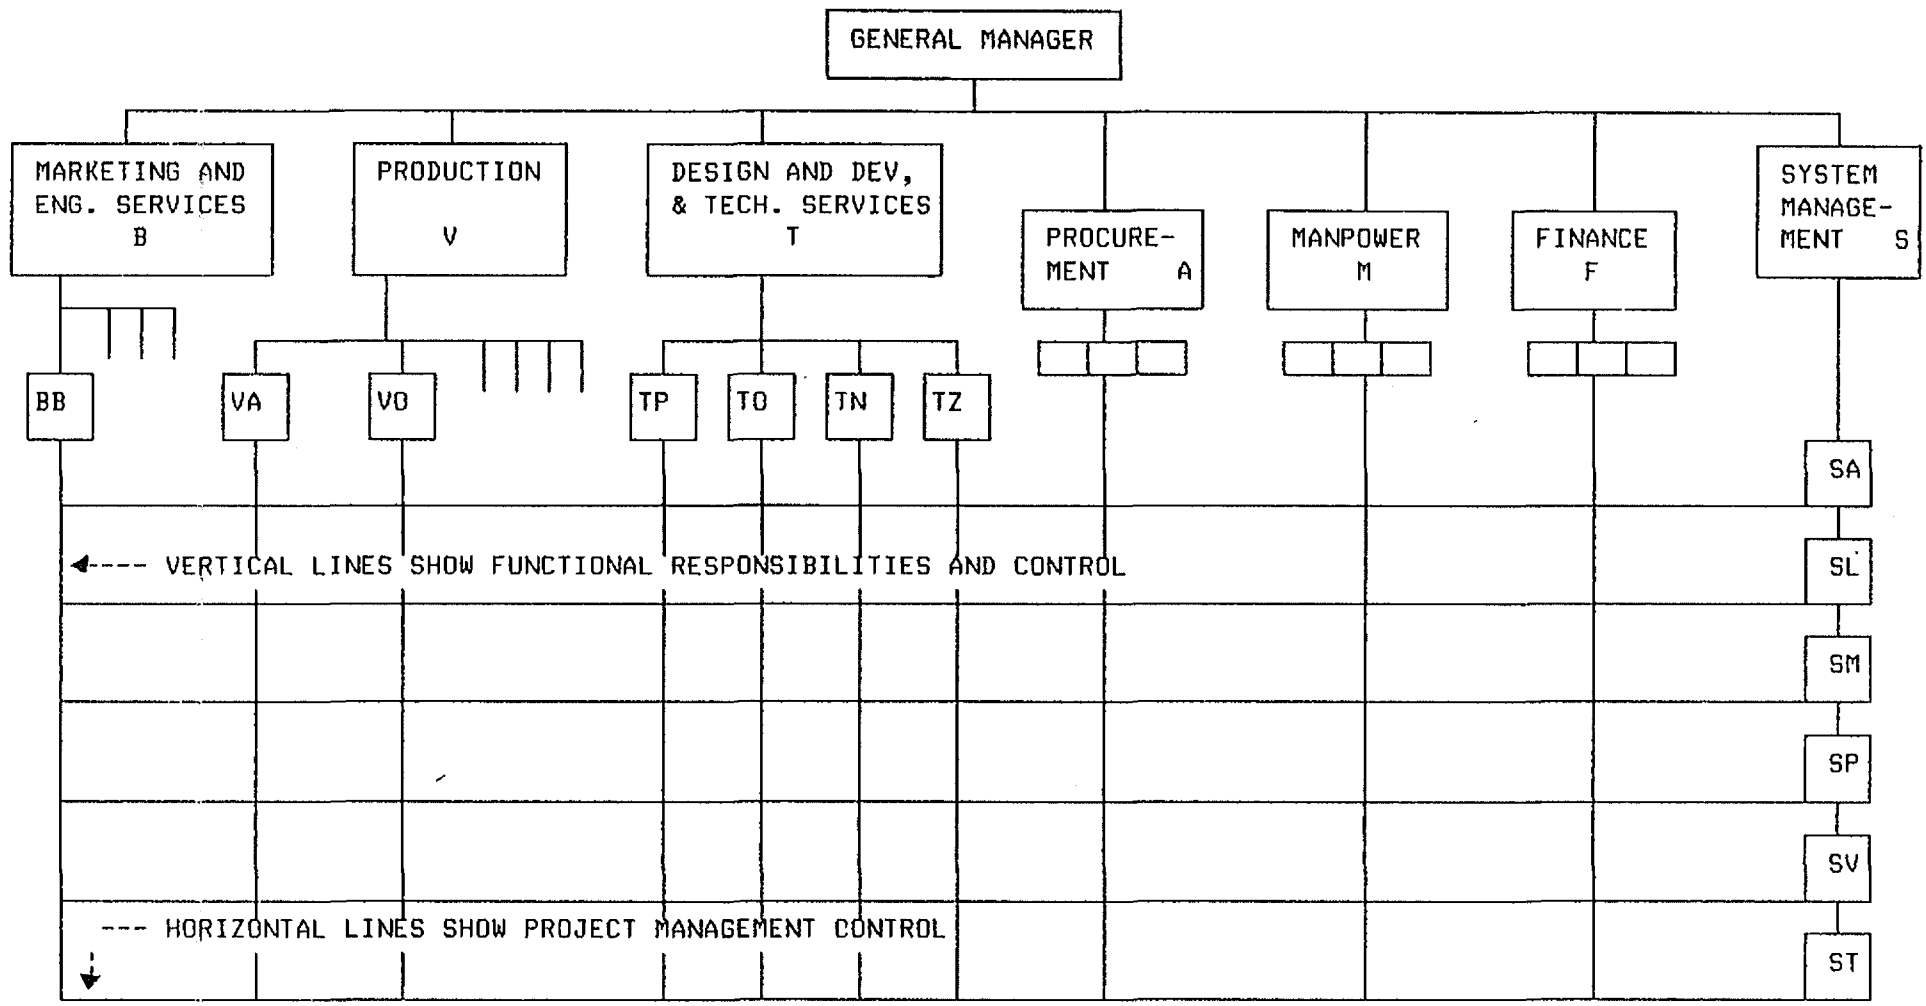 GENERAL MANAGER
MARKETING AND
ENG. SERVICES
B
PRODUCTION
V
DESIGN AND DEV,
& TECH. SERVICES
T
PROCURE-
MENT A
MANPOWER
M
FINANCE
F
SYSTEM
MANAGE-
MENT S
BB
VA
VO
TP
TO
TN
TZ
SA
VERTICAL LINES SHOW FUNCTIONAL RESPONSIBILITIES AND CONTROL
SL
SM
SP
SV
HORIZONTAL LINES SHOW PROJECT MANAGEMENT CONTROL
ST